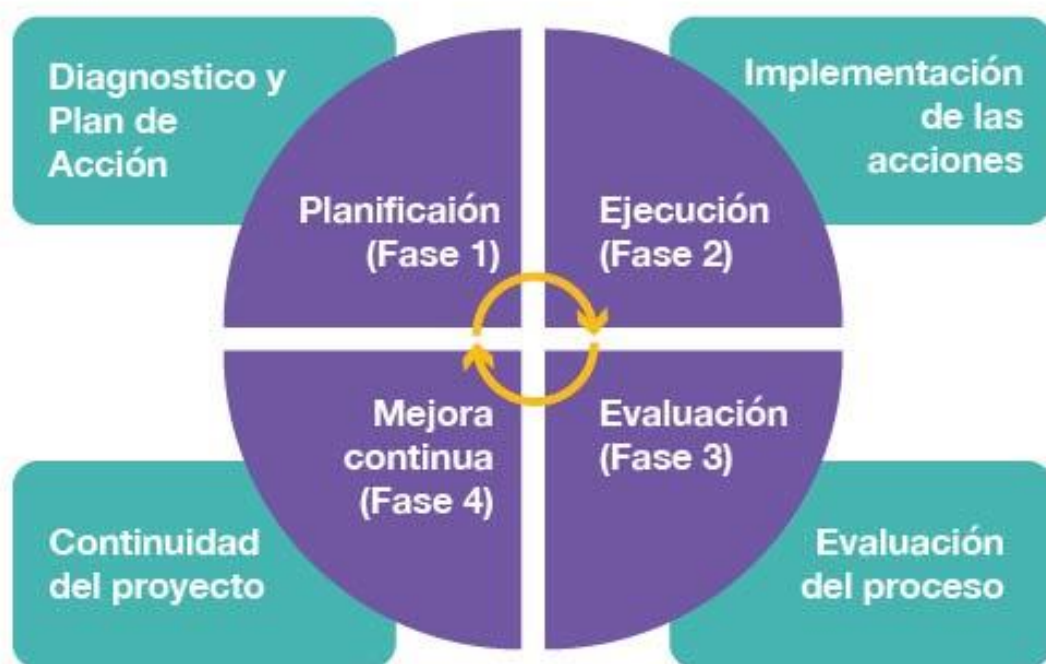 Diagnostico y
Plan de
Acción
Planificaión
(Fase 1)
Implementación
de las
acciones
Ejecución
(Fase 2)
Mejora
continua
(Fase 4)
Continuidad
del proyecto
Evaluación
(Fase 3)
Evaluación
del proceso